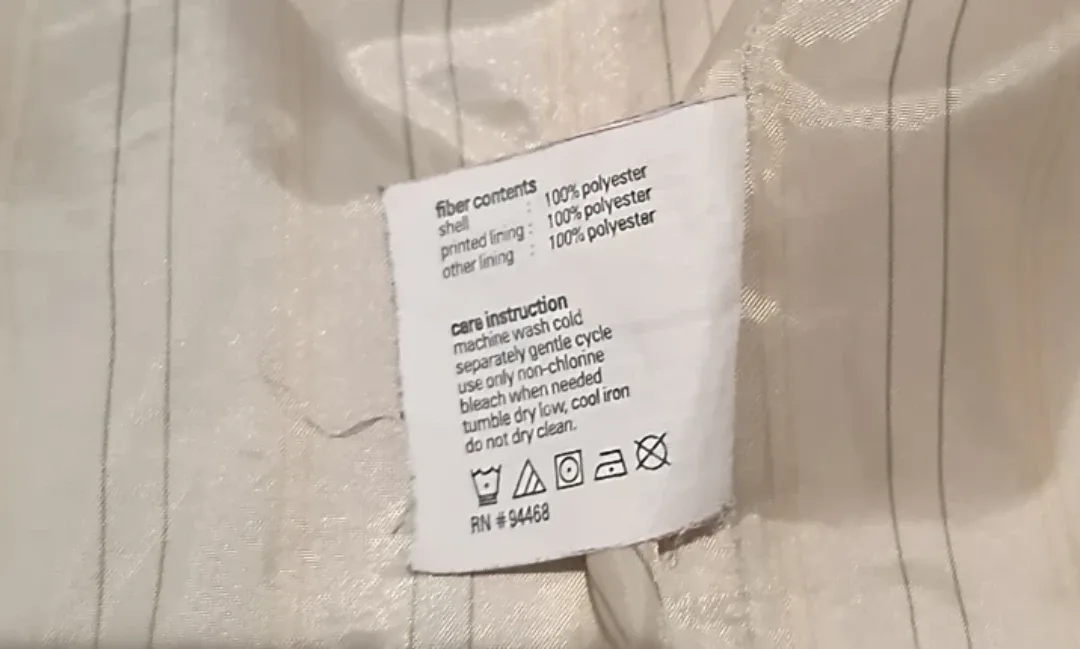 fiber contents
shell : 100% polyester
printed lining : 100% polyester
other lining : 100% polyester
care instruction
machine wash cold
separately gentle cycle
use only non-chlorine
bleach when needed
tumble dry low, cool iron
do not dry clean.
RN # 94468